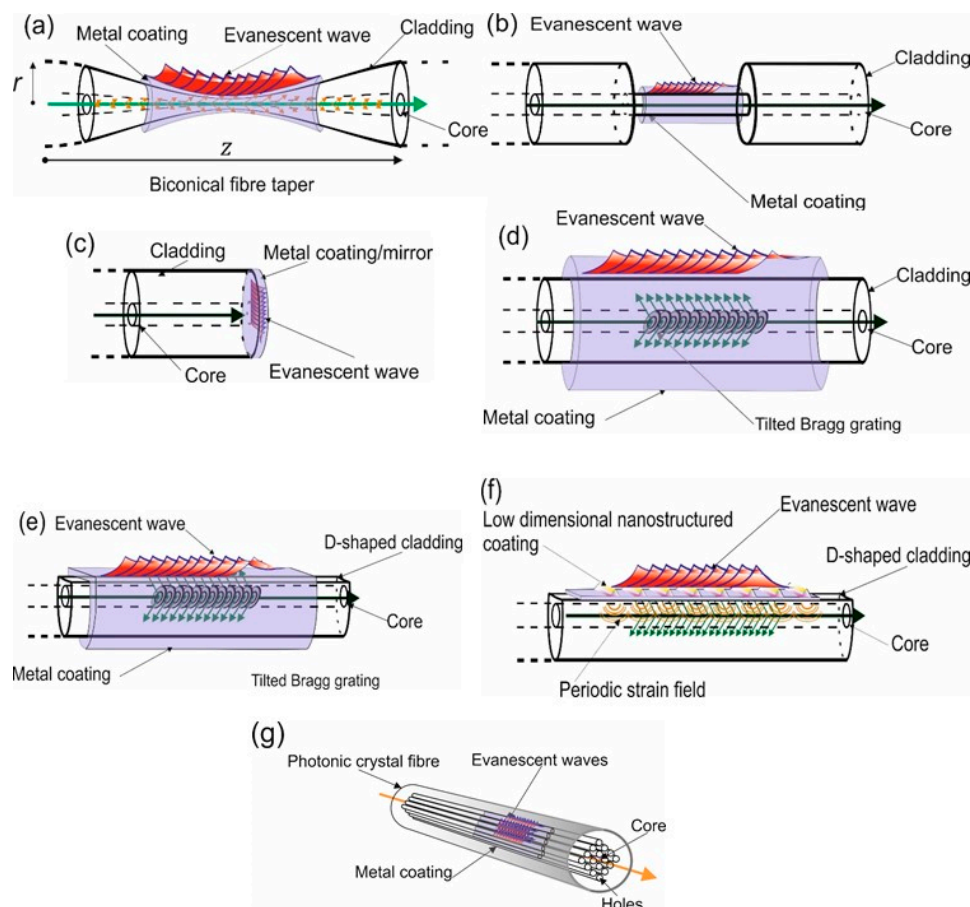 (a)
Metal coating
Evanescent wave
Cladding
r
Core
z
Biconical fibre taper
(b)
Evanescent wave
Cladding
Core
Metal coating
(c)
Cladding
Metal coating/mirror
Core
Evanescent wave
(d)
Evanescent wave
Cladding
Core
Metal coating
Tilted Bragg grating
(e)
Evanescent wave
D-shaped cladding
Core
Metal coating
Tilted Bragg grating
(f)
Evanescent wave
Low dimensional nanostructured
coating
D-shaped cladding
Core
Periodic strain field
(g)
Photonic crystal fibre
Evanescent waves
Core
Metal coating
Holes